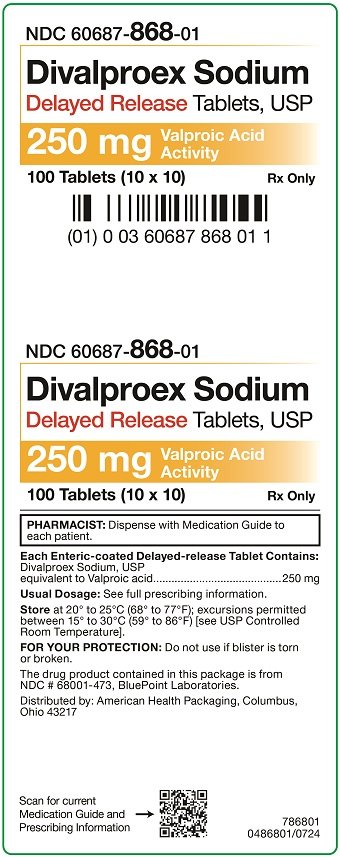 NDC 60687-868-01
Divalproex Sodium
Delayed Release Tablets, USP
250 mg Valproic Acid
Activity
100 Tablets (10 x 10) Rx Only
(01) 0 03 60687 868 01 1
NDC 60687-868-01
Divalproex Sodium
Delayed Release Tablets, USP
250 mg Valproic Acid
Activity
100 Tablets (10 x 10) Rx Only
PHARMACIST: Dispense with Medication Guide to
each patient.
Each Enteric-coated Delayed-release Tablet Contains:
Divalproex Sodium, USP
equivalent to Valproic acid...........................................250 mg
Usual Dosage: See full prescribing information.
Store at 20° to 25°C (68° to 77°F); excursions permitted
between 15° to 30°C (59° to 86°F) [see USP Controlled
Room Temperature].
FOR YOUR PROTECTION: Do not use if blister is torn
or broken.
The drug product contained in this package is from
NDC # 68001-473, BluePoint Laboratories.
Distributed by: American Health Packaging, Columbus,
Ohio 43217
Scan for current
Medication Guide and
Prescribing Information
786801
0486801/0724